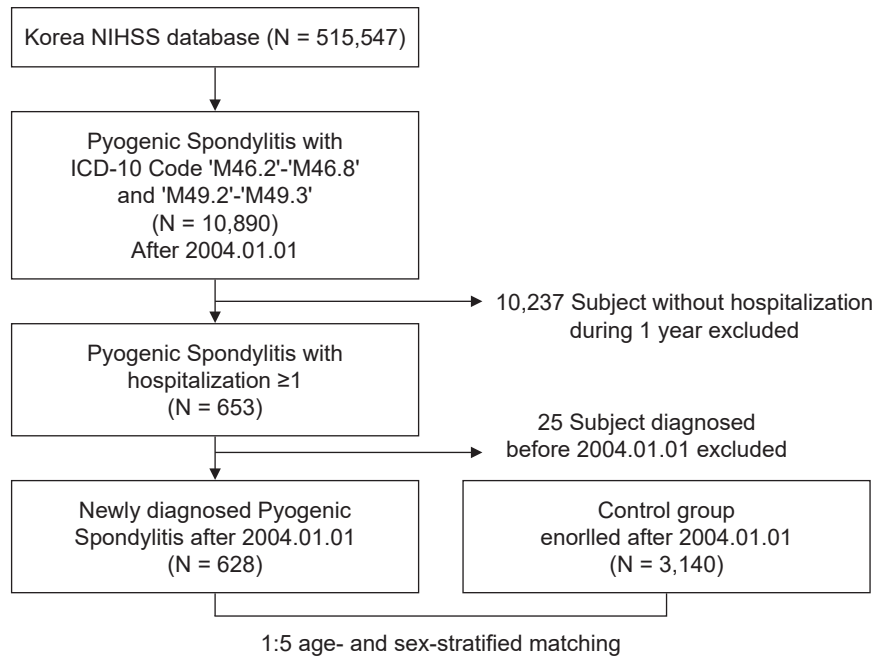 Korea NIHSS database (N = 515,547)
Pyogenic Spondylitis with
ICD-10 Code 'M46.2'-'M46.8'
and 'M49.2'-'M49.3'
(N = 10,890)
After 2004.01.01
10,237 Subject without hospitalization
during 1 year excluded
Pyogenic Spondylitis with
hospitalization ≥1
(N = 653)
25 Subject diagnosed
before 2004.01.01 excluded
Newly diagnosed Pyogenic
Spondylitis after 2004.01.01
(N = 628)
Control group
enorlled after 2004.01.01
(N = 3,140)
1:5 age- and sex-stratified matching